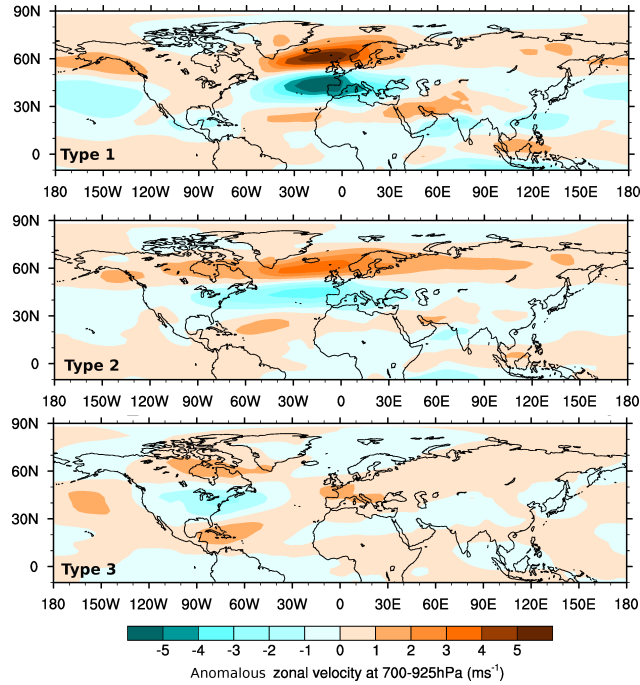 90N
60N
30N
0
Type 1
180 150W 120W 90W 60W 30W 0 30E 60E 90E 120E 150E 180
90N
60N
30N
0
Type 2
180 150W 120W 90W 60W 30W 0 30E 60E 90E 120E 150E 180
90N
60N
30N
0
Type 3
180 150W 120W 90W 60W 30W 0 30E 60E 90E 120E 150E 180
-5 -4 -3 -2 -1 0 1 2 3 4 5
Anomalous zonal velocity at 700-925hPa (ms⁻¹)